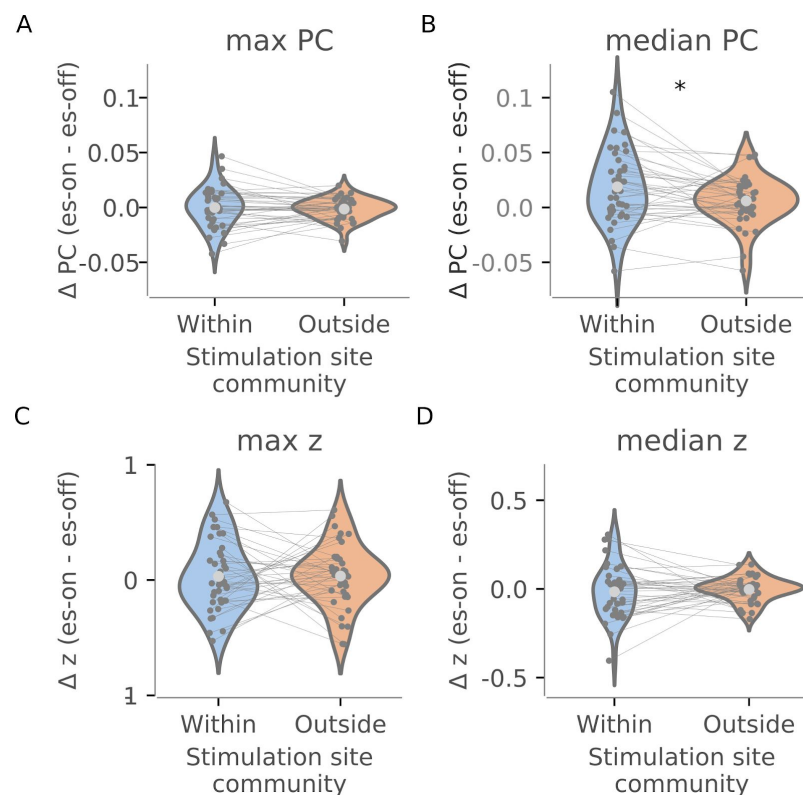 A
max PC
Δ PC (es-on - es-off)
0.1
0.05
0.0
-0.05
Within Outside
Stimulation site
community
B
median PC
*
Δ PC (es-on - es-off)
0.1
0.05
0.0
-0.05
Within Outside
Stimulation site
community
C
max z
Δ z (es-on - es-off)
1
0
1
Within Outside
Stimulation site
community
D
median z
Δ z (es-on - es-off)
0.5
0.0
-0.5
Within Outside
Stimulation site
community